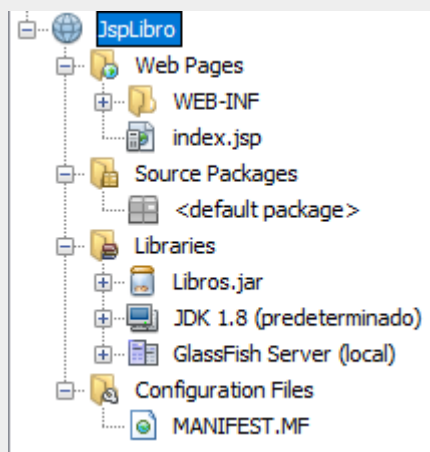 JspLibro
Web Pages
WEB-INF
index.jsp
Source Packages
<default package>
Libraries
Libros.jar
JDK 1.8 (predeterminado)
GlassFish Server (local)
Configuration Files
MANIFEST.MF